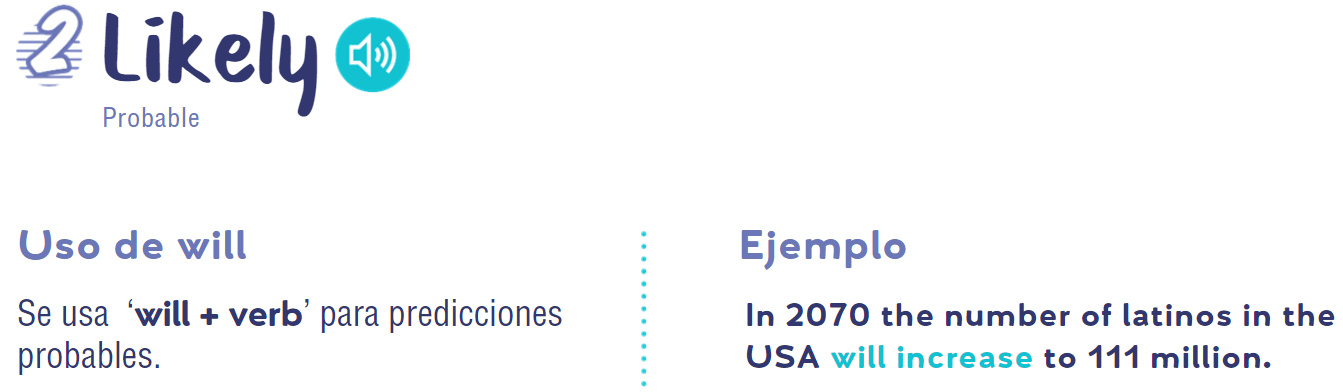 2 Likely
Probable
Uso de will
Se usa ‘will + verb’ para predicciones
probables.
Ejemplo
In 2070 the number of latinos in the
USA will increase to 111 million.